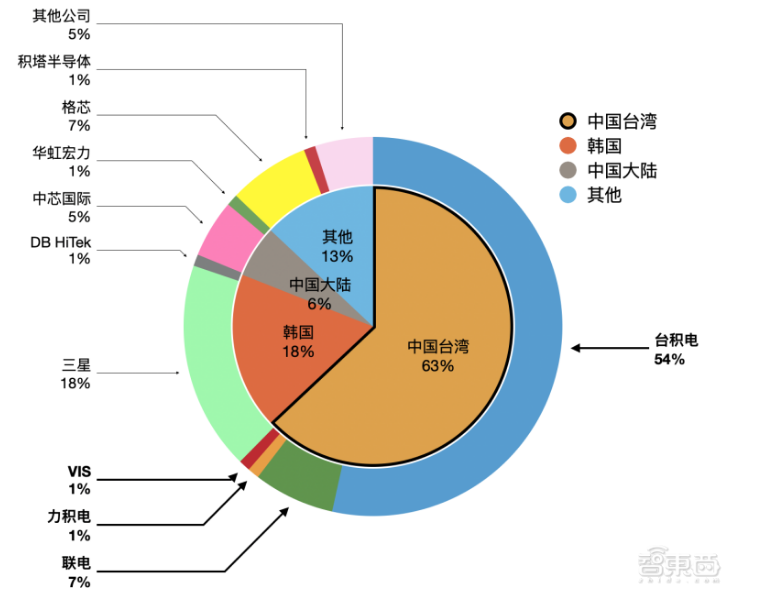 其他公司
5%
积塔半导体
1%
格芯
7%
华虹宏力
1%
中芯国际
5%
DB HiTek
1%
三星
18%
VIS
1%
力积电
1%
联电
7%
其他
13%
中国大陆
6%
韩国
18%
中国台湾
63%
台积电
54%
中国台湾
韩国
中国大陆
其他
智東西